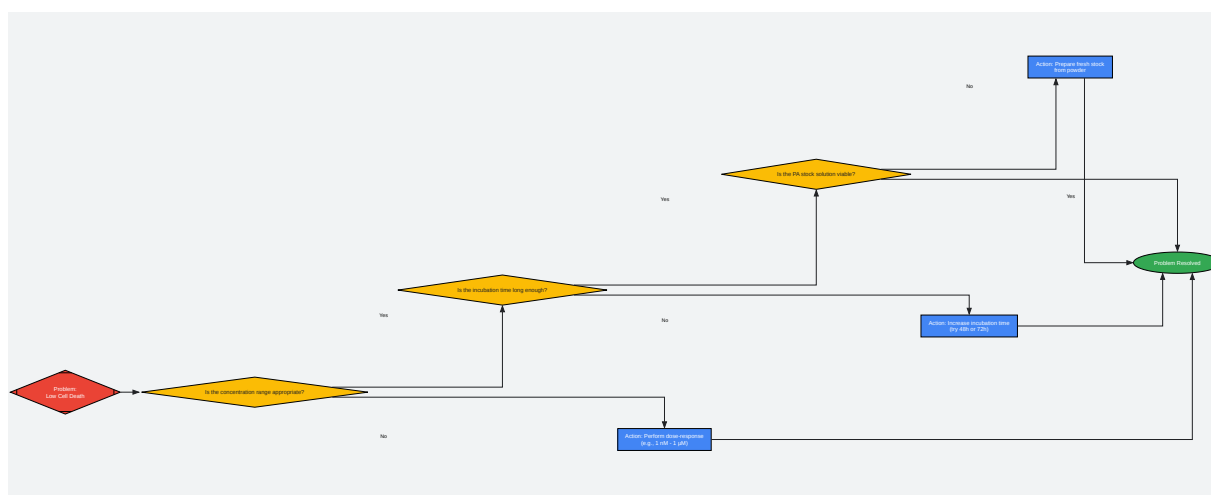 Action: Prepare fresh stock
from powder
No
Is the PA stock solution viable?
Yes
Yes
Problem Resolved
Is the incubation time long enough?
Yes
No
Action: Increase incubation time
(try 48h or 72h)
Problem:
Low Cell Death
Is the concentration range appropriate?
No
Action: Perform dose-response
(e.g., 1 nM - 1 µM)